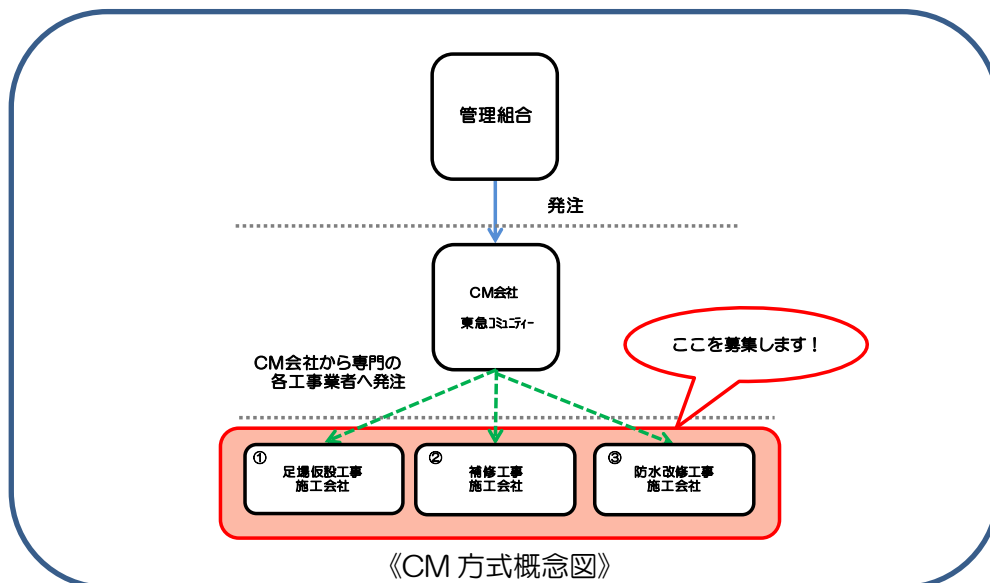 管理組合
発注
CM会社
東急コミュニティー
ここを募集します！
CM会社から専門の
各工事業者へ発注
①
足場仮設工事
施工会社
②
補修工事
施工会社
③
防水改修工事
施工会社
《CM方式概念図》